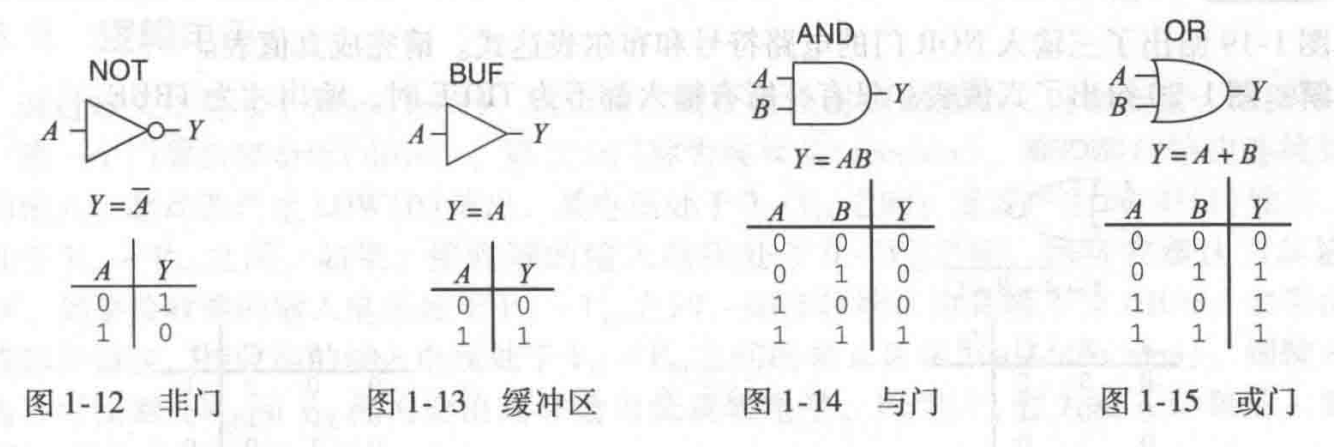 NOT
A Y
Y = A̅
A Y
0 1
1 0
图 1-12 非门
BUF
A Y
Y = A
A Y
0 0
1 1
图 1-13 缓冲区
AND
A
B
Y
Y = AB
A B Y
0 0 0
0 1 0
1 0 0
1 1 1
图 1-14 与门
OR
A
B
Y
Y = A + B
A B Y
0 0 0
0 1 1
1 0 1
1 1 1
图 1-15 或门